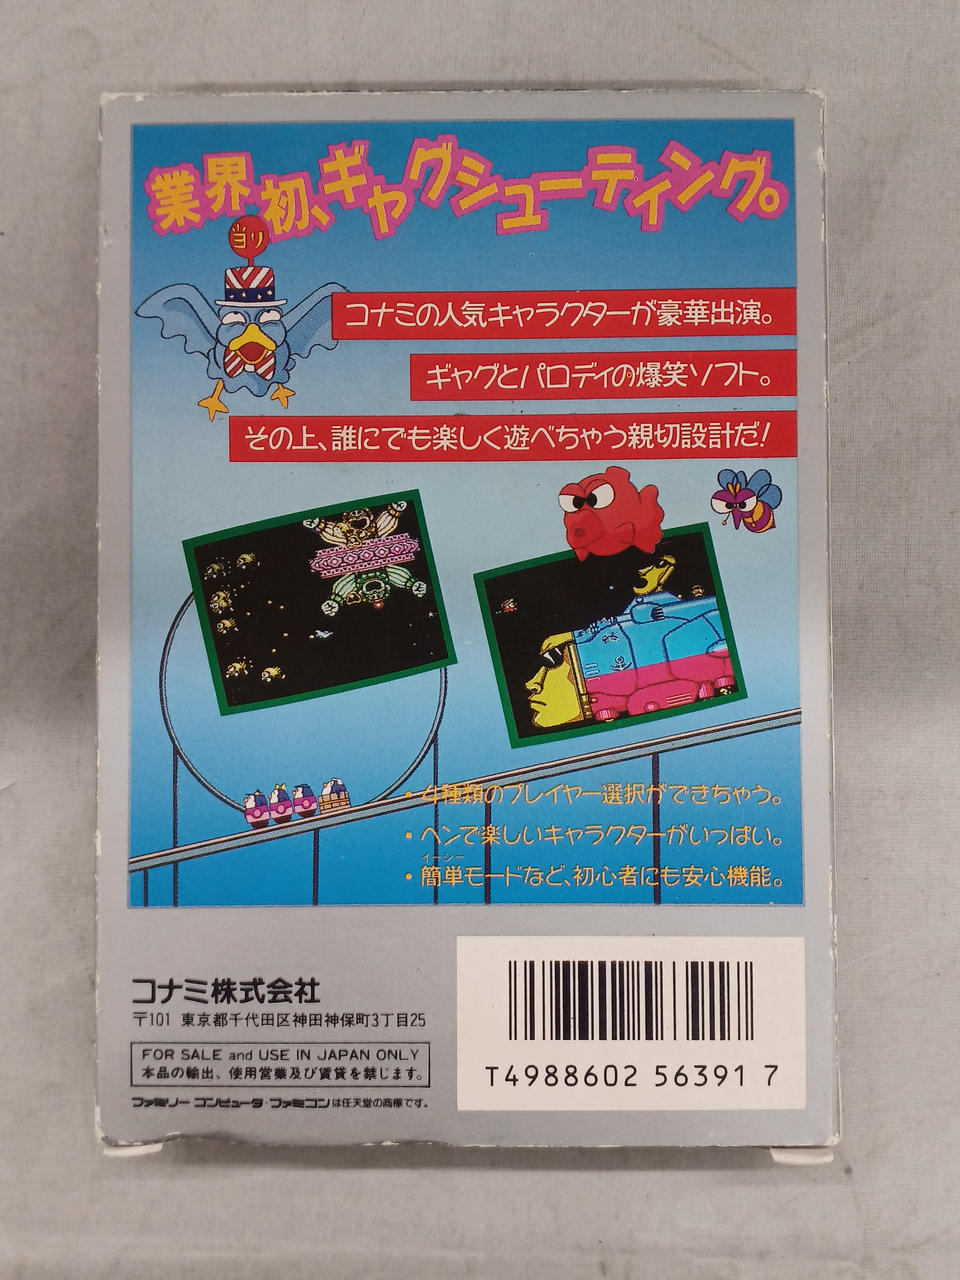 業界初、ギャグシューティング。
当り
コナミの人気キャラクターが豪華出演。
ギャグとパロディの爆笑ソフト。
その上、誰にでも楽しく遊べちゃう親切設計だ!
・4種類のプレイヤー選択ができちゃう。
・ヘンで楽しいキャラクターがいっぱい。
イージー
・簡単モードなど、初心者にも安心機能。
コナミ株式会社
〒101 東京都千代田区神田神保町3丁目25
FOR SALE and USE IN JAPAN ONLY
本品の輸出、使用営業及び賃貸を禁じます。
ファミリーコンピュータ・ファミコンは任天堂の商標です。
T4988602 56391 7